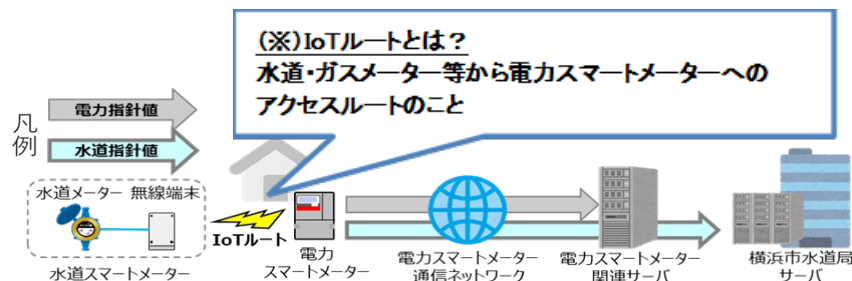 (※)IoTルートとは？
水道・ガスメーター等から電力スマートメーターへの
アクセスルートのこと
凡例
電力指針値
水道指針値
水道メーター 無線端末
IoTルート
水道スマートメーター
電力
スマートメーター
電力スマートメーター
通信ネットワーク
電力スマートメーター
関連サーバ
横浜市水道局
サーバ